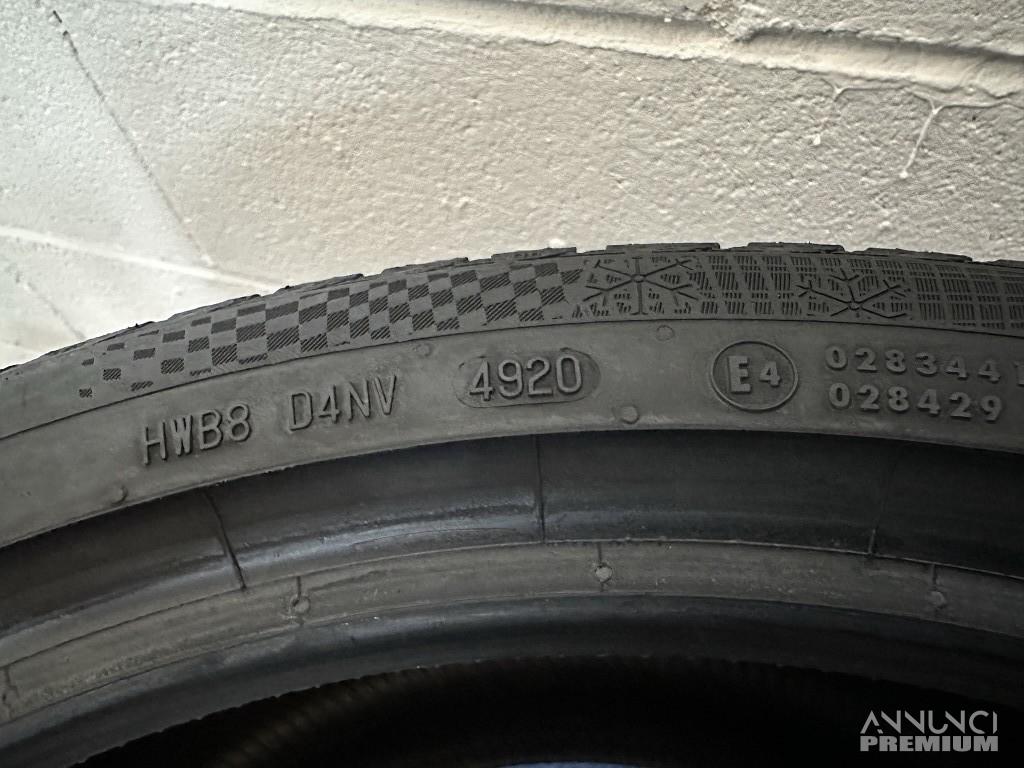 HWB8 D4NV 4920 E4 028344
028429
ANNUNCI
PREMIUM